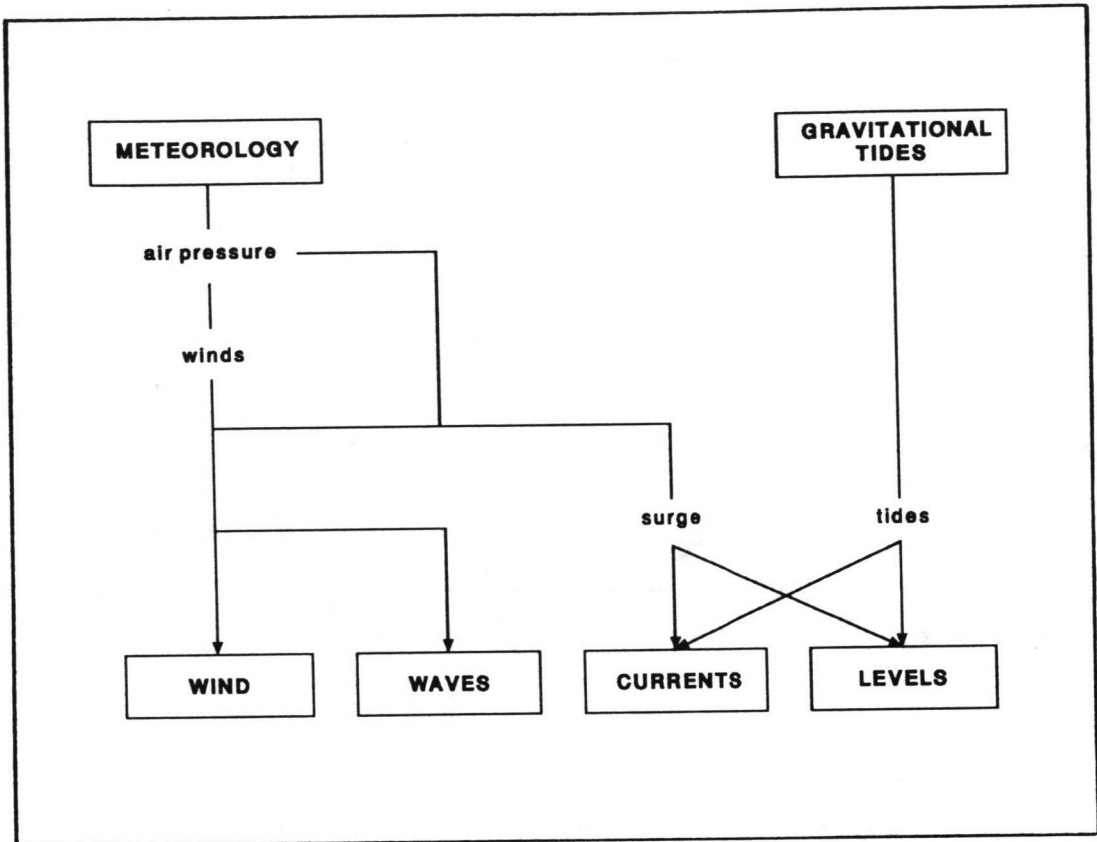 METEOROLOGY
GRAVITATIONAL
TIDES
air pressure
winds
surge
tides
WIND
WAVES
CURRENTS
LEVELS